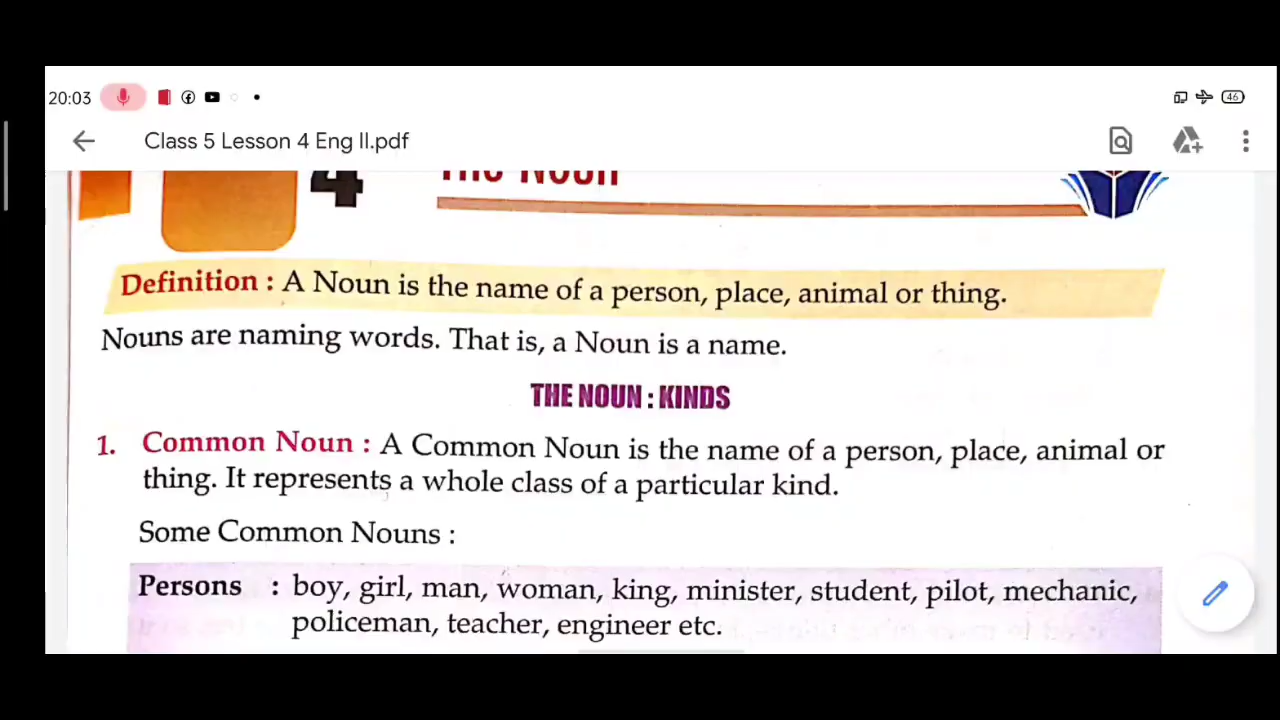 20:03
46
Class 5 Lesson 4 Eng II.pdf
4
The Noun
Definition : A Noun is the name of a person, place, animal or thing.
Nouns are naming words. That is, a Noun is a name.
THE NOUN : KINDS
1. Common Noun : A Common Noun is the name of a person, place, animal or
thing. It represents a whole class of a particular kind.
Some Common Nouns :
Persons : boy, girl, man, woman, king, minister, student, pilot, mechanic,
policeman, teacher, engineer etc.